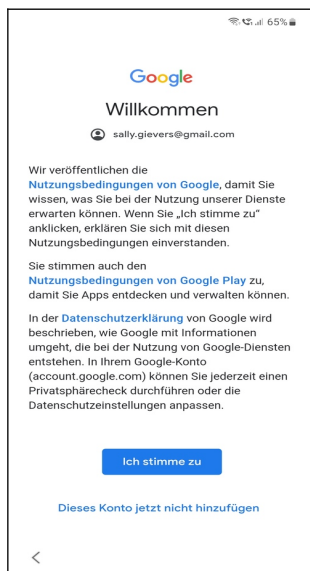 65%
Google
Willkommen
sally.gievers@gmail.com
Wir veröffentlichen die
Nutzungsbedingungen von Google, damit Sie
wissen, was Sie bei der Nutzung unserer Dienste
erwarten können. Wenn Sie „Ich stimme zu“
anklicken, erklären Sie sich mit diesen
Nutzungsbedingungen einverstanden.
Sie stimmen auch den
Nutzungsbedingungen von Google Play zu,
damit Sie Apps entdecken und verwalten können.
In der Datenschutzerklärung von Google wird
beschrieben, wie Google mit Informationen
umgeht, die bei der Nutzung von Google-Diensten
entstehen. In Ihrem Google-Konto
(account.google.com) können Sie jederzeit einen
Privatsphärecheck durchführen oder die
Datenschutzeinstellungen anpassen.
Ich stimme zu
Dieses Konto jetzt nicht hinzufügen